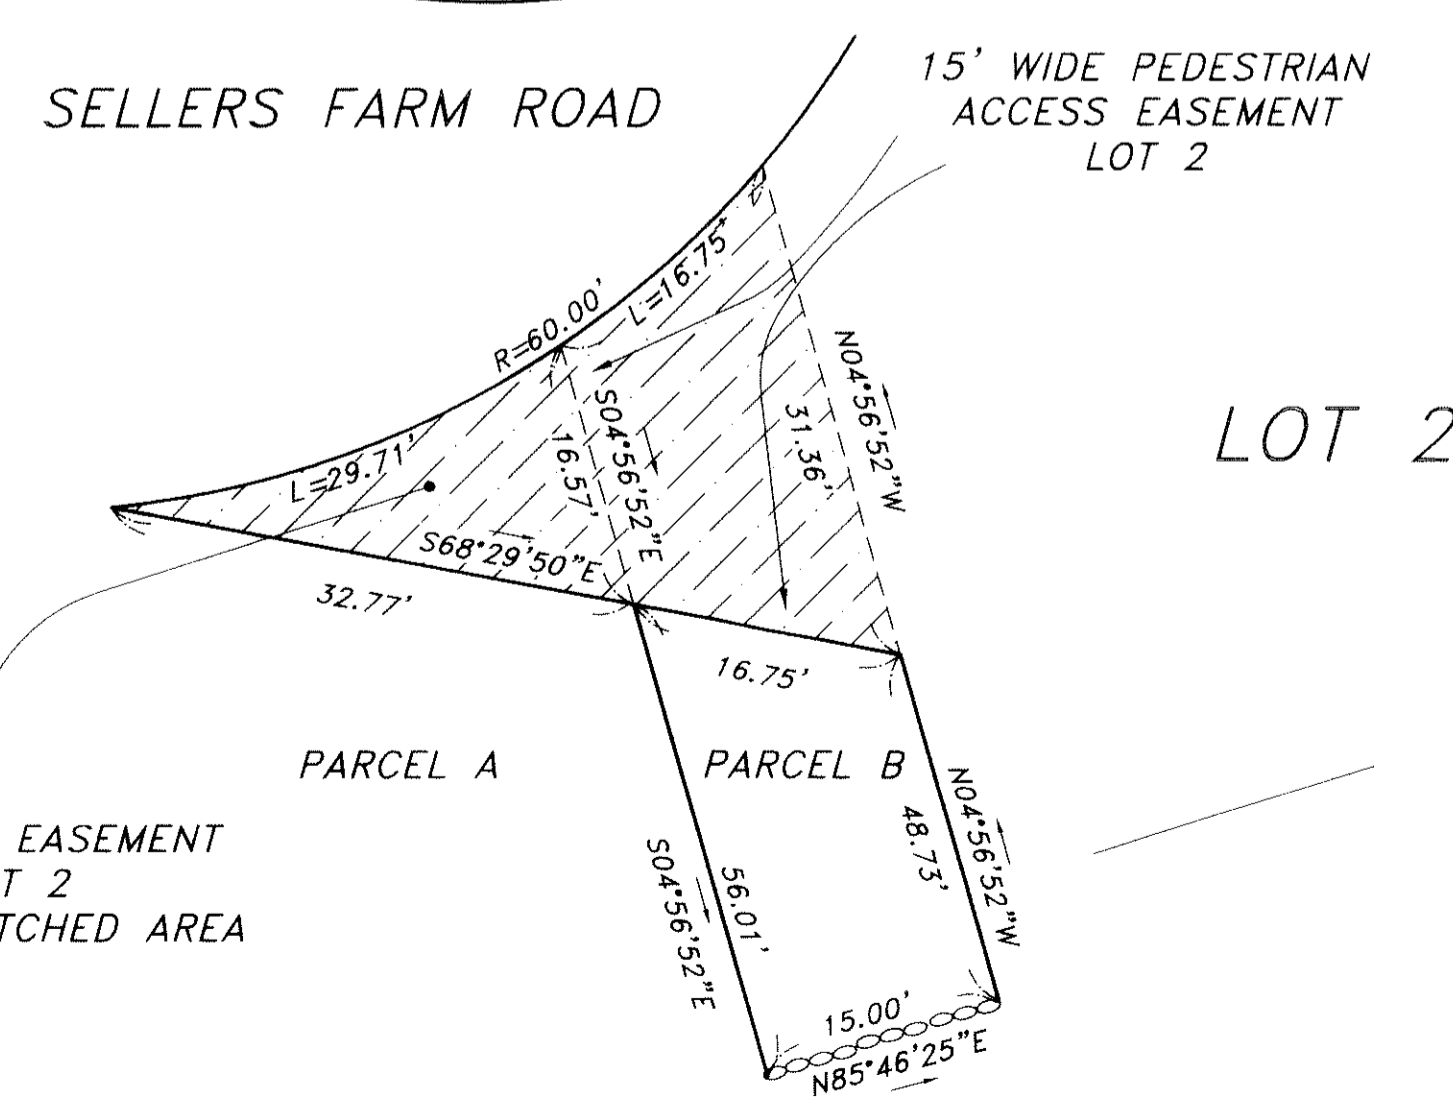 SELLERS FARM ROAD
15' WIDE PEDESTRIAN
ACCESS EASEMENT
LOT 2
R=60.00'
L=16.75'
L=29.71'
S04°56'52"E
16.57'
31.36'
N04°56'52"W
LOT 2
S68°29'50"E
32.77'
16.75'
PARCEL A
PARCEL B
EASEMENT
T 2
TCHED AREA
S04°56'52"E
56.01'
48.73'
N04°56'52"W
15.00'
N85°46'25"E